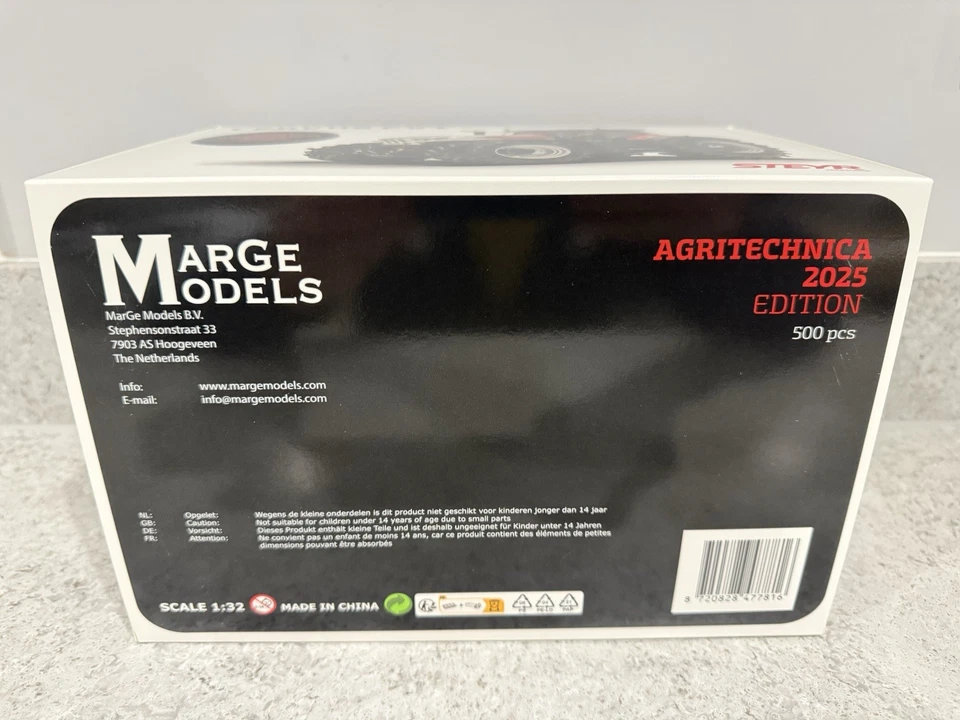 STEYR
MARGE
MODELS
MarGe Models B.V.
Stephensonstraat 33
7903 AS Hoogeveen
The Netherlands
Info: www.margemodels.com
E-mail: info@margemodels.com
AGRITECHNICA
2025
EDITION
500 pcs
NL: Opgelet: Wegens de kleine onderdelen is dit product niet geschikt voor kinderen jonger dan 14 jaar
GB: Caution: Not suitable for children under 14 years of age due to small parts
DE: Vorsicht: Dieses Produkt enthält kleine Teile und ist deshalb ungeeignet für Kinder unter 14 Jahren
FR: Attention: Ne convient pas un enfant de moins 14 ans, car ce produit contient des éléments de petites
dimensions pouvant être absorbés
SCALE 1:32 MADE IN CHINA
8 720828 477816